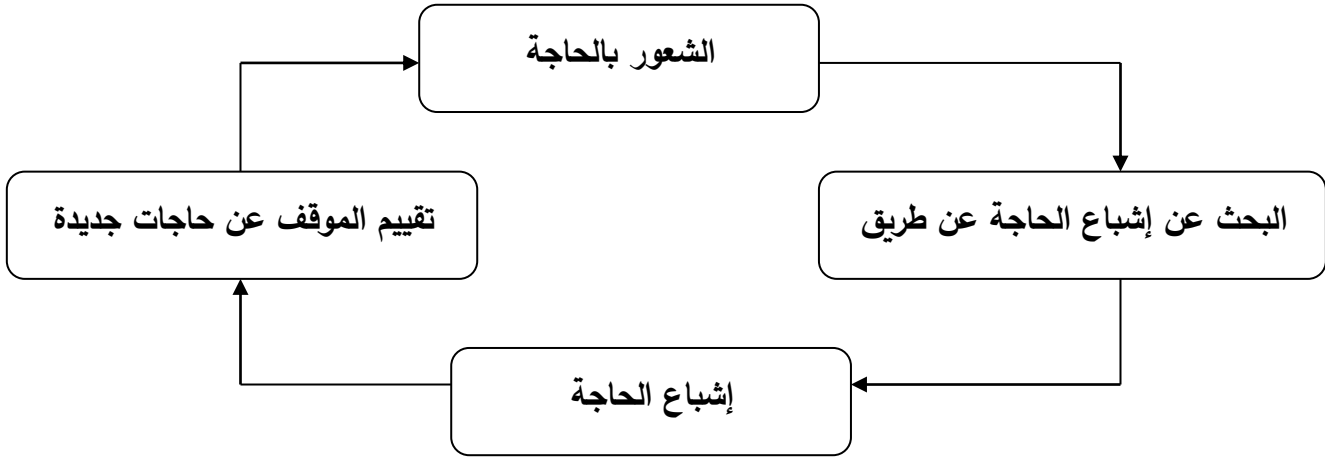 الشعور بالحاجة
البحث عن إشباع الحاجة عن طريق
تقييم الموقف عن حاجات جديدة
إشباع الحاجة